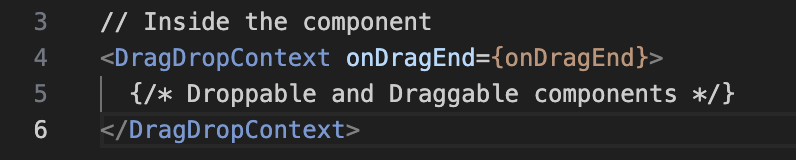 3 // Inside the component
4 <DragDropContext onDragEnd={onDragEnd}>
5 {/* Droppable and Draggable components */}
6 </DragDropContext>